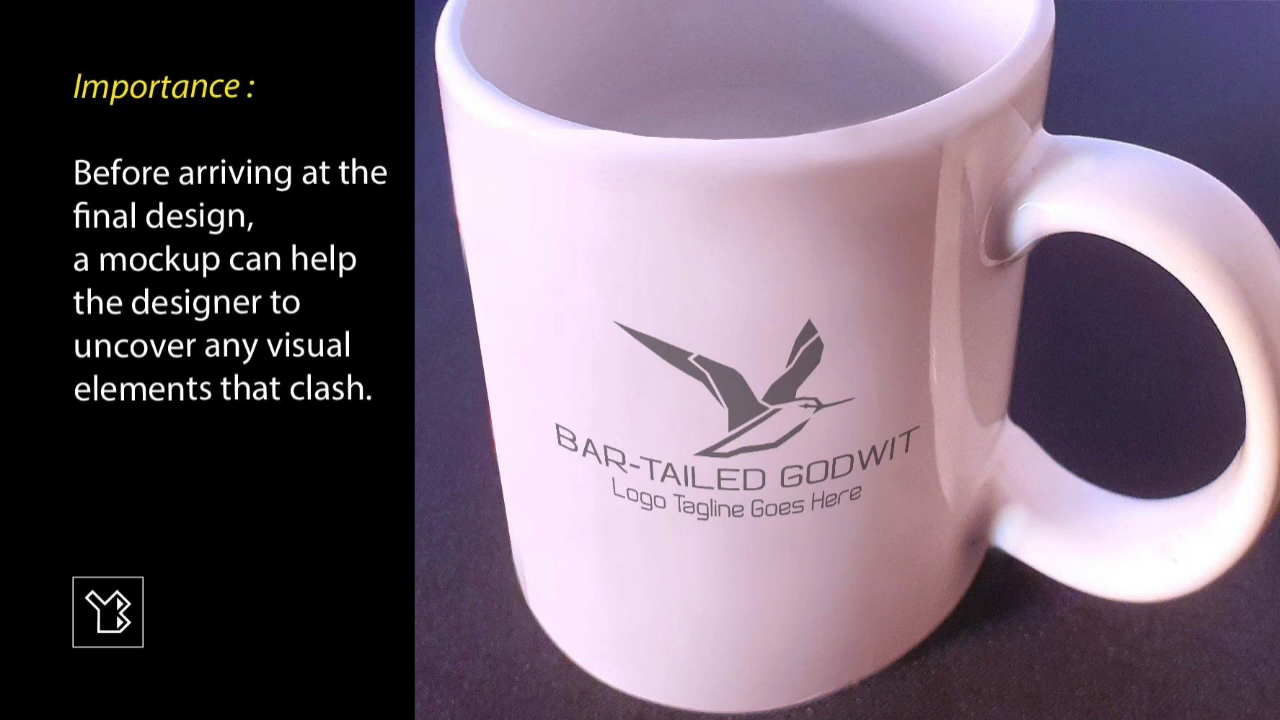 Importance :
Before arriving at the
final design,
a mockup can help
the designer to
uncover any visual
elements that clash.
BAR-TAILED GODWIT
Logo Tagline Goes Here